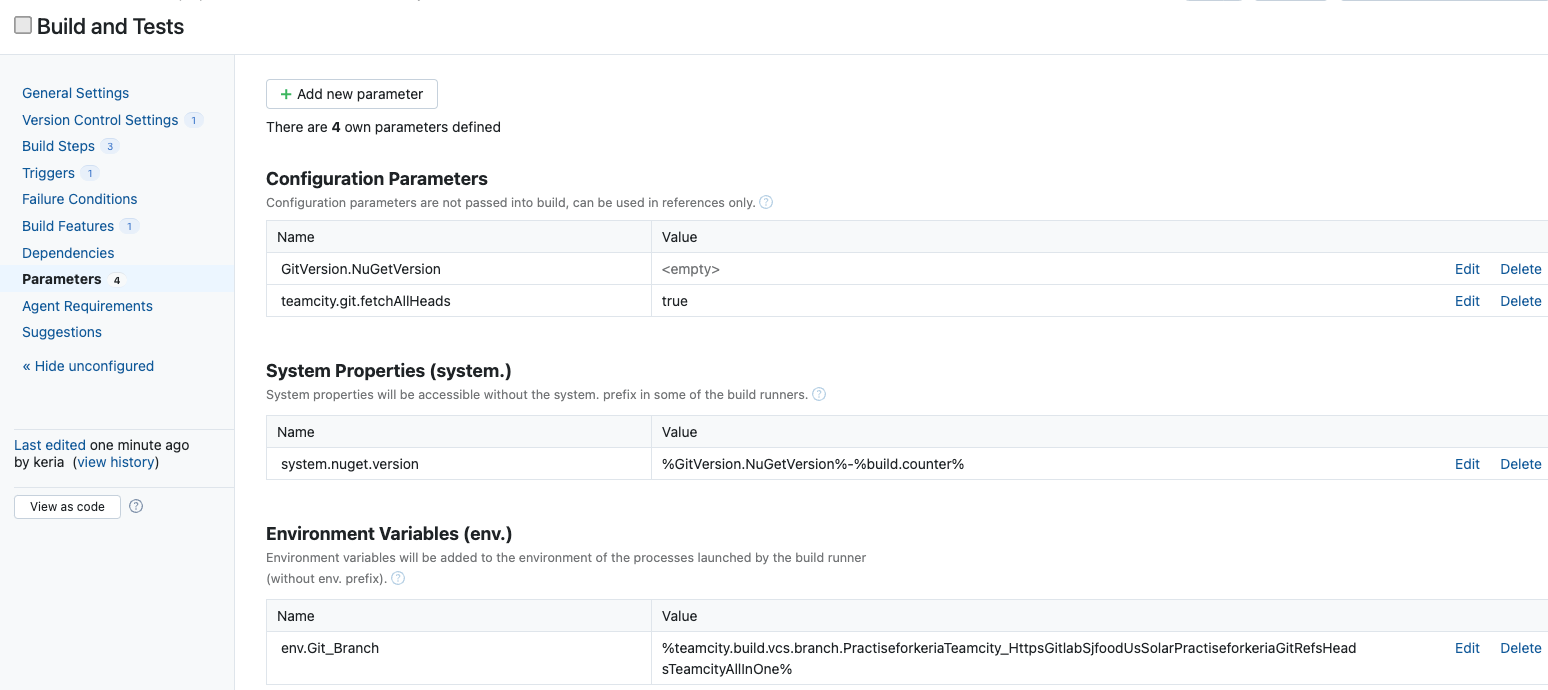 Build and Tests
General Settings
Version Control Settings 1
Build Steps 3
Triggers 1
Failure Conditions
Build Features 1
Dependencies
Parameters 4
Agent Requirements
Suggestions
« Hide unconfigured
Last edited one minute ago
by keria (view history)
View as code ?
+ Add new parameter
There are 4 own parameters defined
Configuration Parameters
Configuration parameters are not passed into build, can be used in references only. ?
Name Value
GitVersion.NuGetVersion <empty> Edit Delete
teamcity.git.fetchAllHeads true Edit Delete
System Properties (system.)
System properties will be accessible without the system. prefix in some of the build runners. ?
Name Value
system.nuget.version %GitVersion.NuGetVersion%-%build.counter% Edit Delete
Environment Variables (env.)
Environment variables will be added to the environment of the processes launched by the build runner
(without env. prefix). ?
Name Value
env.Git_Branch %teamcity.build.vcs.branch.PractiseforkeriaTeamcity_HttpsGitlabSjfoodUsSolarPractiseforkeriaGitRefsHead Edit Delete
sTeamcityAllInOne%